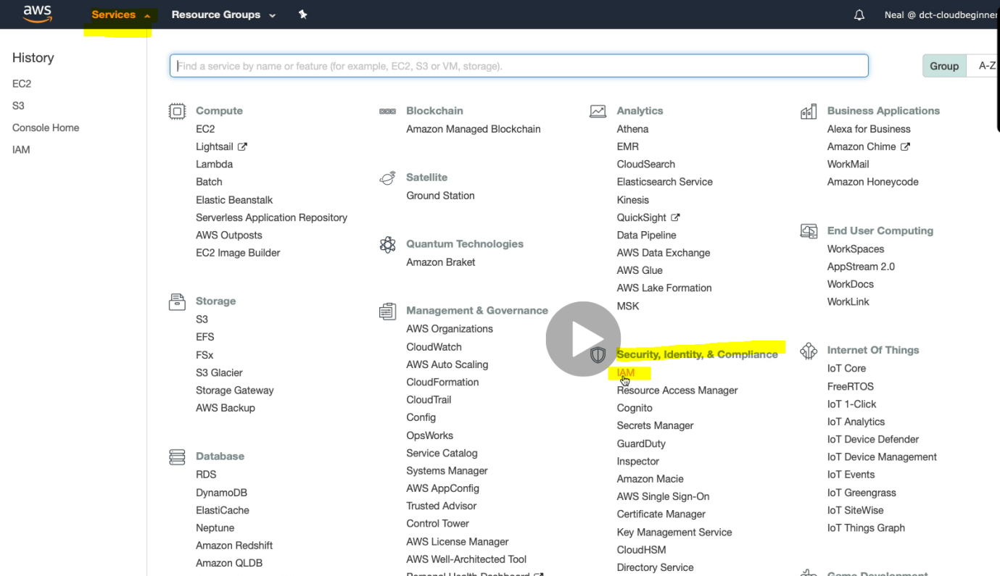 aws
Services
Resource Groups
Neal @ dct-cloudbeginner
History
EC2
S3
Console Home
IAM
Find a service by name or feature (for example, EC2, S3 or VM, storage).
Group
A-Z
Compute
EC2
Lightsail
Lambda
Batch
Elastic Beanstalk
Serverless Application Repository
AWS Outposts
EC2 Image Builder
Storage
S3
EFS
FSx
S3 Glacier
Storage Gateway
AWS Backup
Database
RDS
DynamoDB
ElastiCache
Neptune
Amazon Redshift
Amazon QLDB
Blockchain
Amazon Managed Blockchain
Satellite
Ground Station
Quantum Technologies
Amazon Braket
Management & Governance
AWS Organizations
CloudWatch
AWS Auto Scaling
CloudFormation
CloudTrail
Config
OpsWorks
Service Catalog
Systems Manager
AWS AppConfig
Trusted Advisor
Control Tower
AWS License Manager
AWS Well-Architected Tool
Personal Health Dashboard
Analytics
Athena
EMR
CloudSearch
Elasticsearch Service
Kinesis
QuickSight
Data Pipeline
AWS Data Exchange
AWS Glue
AWS Lake Formation
MSK
Security, Identity, & Compliance
IAM
Resource Access Manager
Cognito
Secrets Manager
GuardDuty
Inspector
Amazon Macie
AWS Single Sign-On
Certificate Manager
Key Management Service
CloudHSM
Directory Service
Business Applications
Alexa for Business
Amazon Chime
WorkMail
Amazon Honeycode
End User Computing
WorkSpaces
AppStream 2.0
WorkDocs
WorkLink
Internet Of Things
IoT Core
FreeRTOS
IoT 1-Click
IoT Analytics
IoT Device Defender
IoT Device Management
IoT Events
IoT Greengrass
IoT SiteWise
IoT Things Graph
Game Development